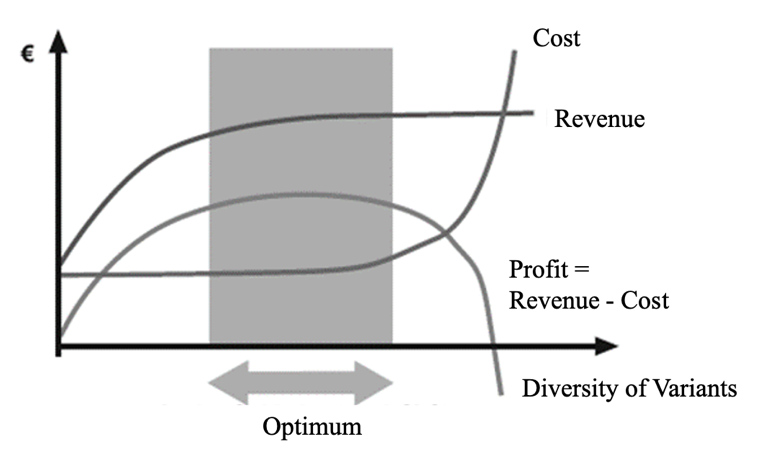 €
Cost
Revenue
Profit =
Revenue - Cost
Diversity of Variants
Optimum